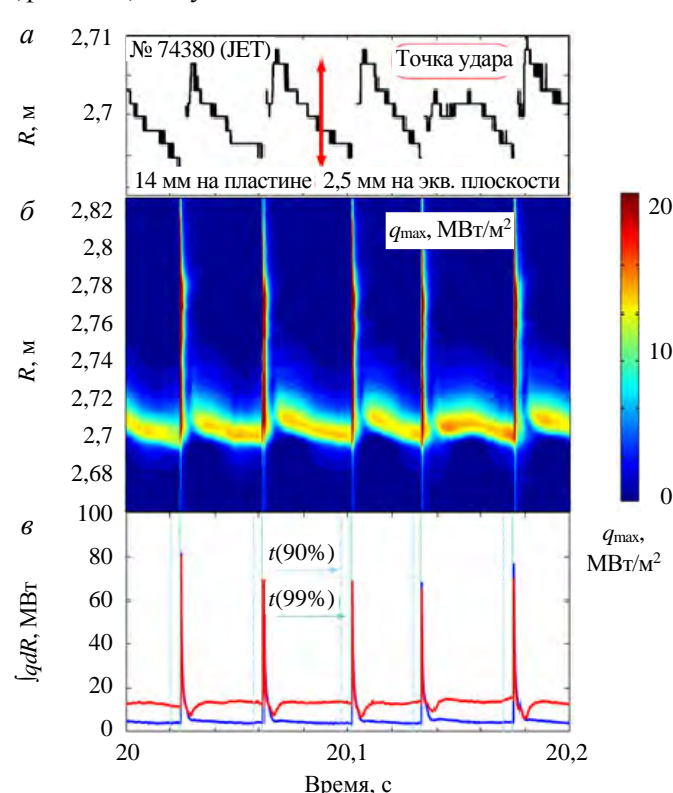 а
2,71
№ 74380 (JET)
Точка удара
2,7
R, м
14 мм на пластине 2,5 мм на экв. плоскости
б
2,82
2,8
2,78
2,76
2,74
2,72
2,7
2,68
R, м
qmax, МВт/м²
20
10
0
qmax,
МВт/м²
в
100
80
60
40
20
0
∫qdR, МВт
t(90%)
t(99%)
20
20,1
20,2
Время, с